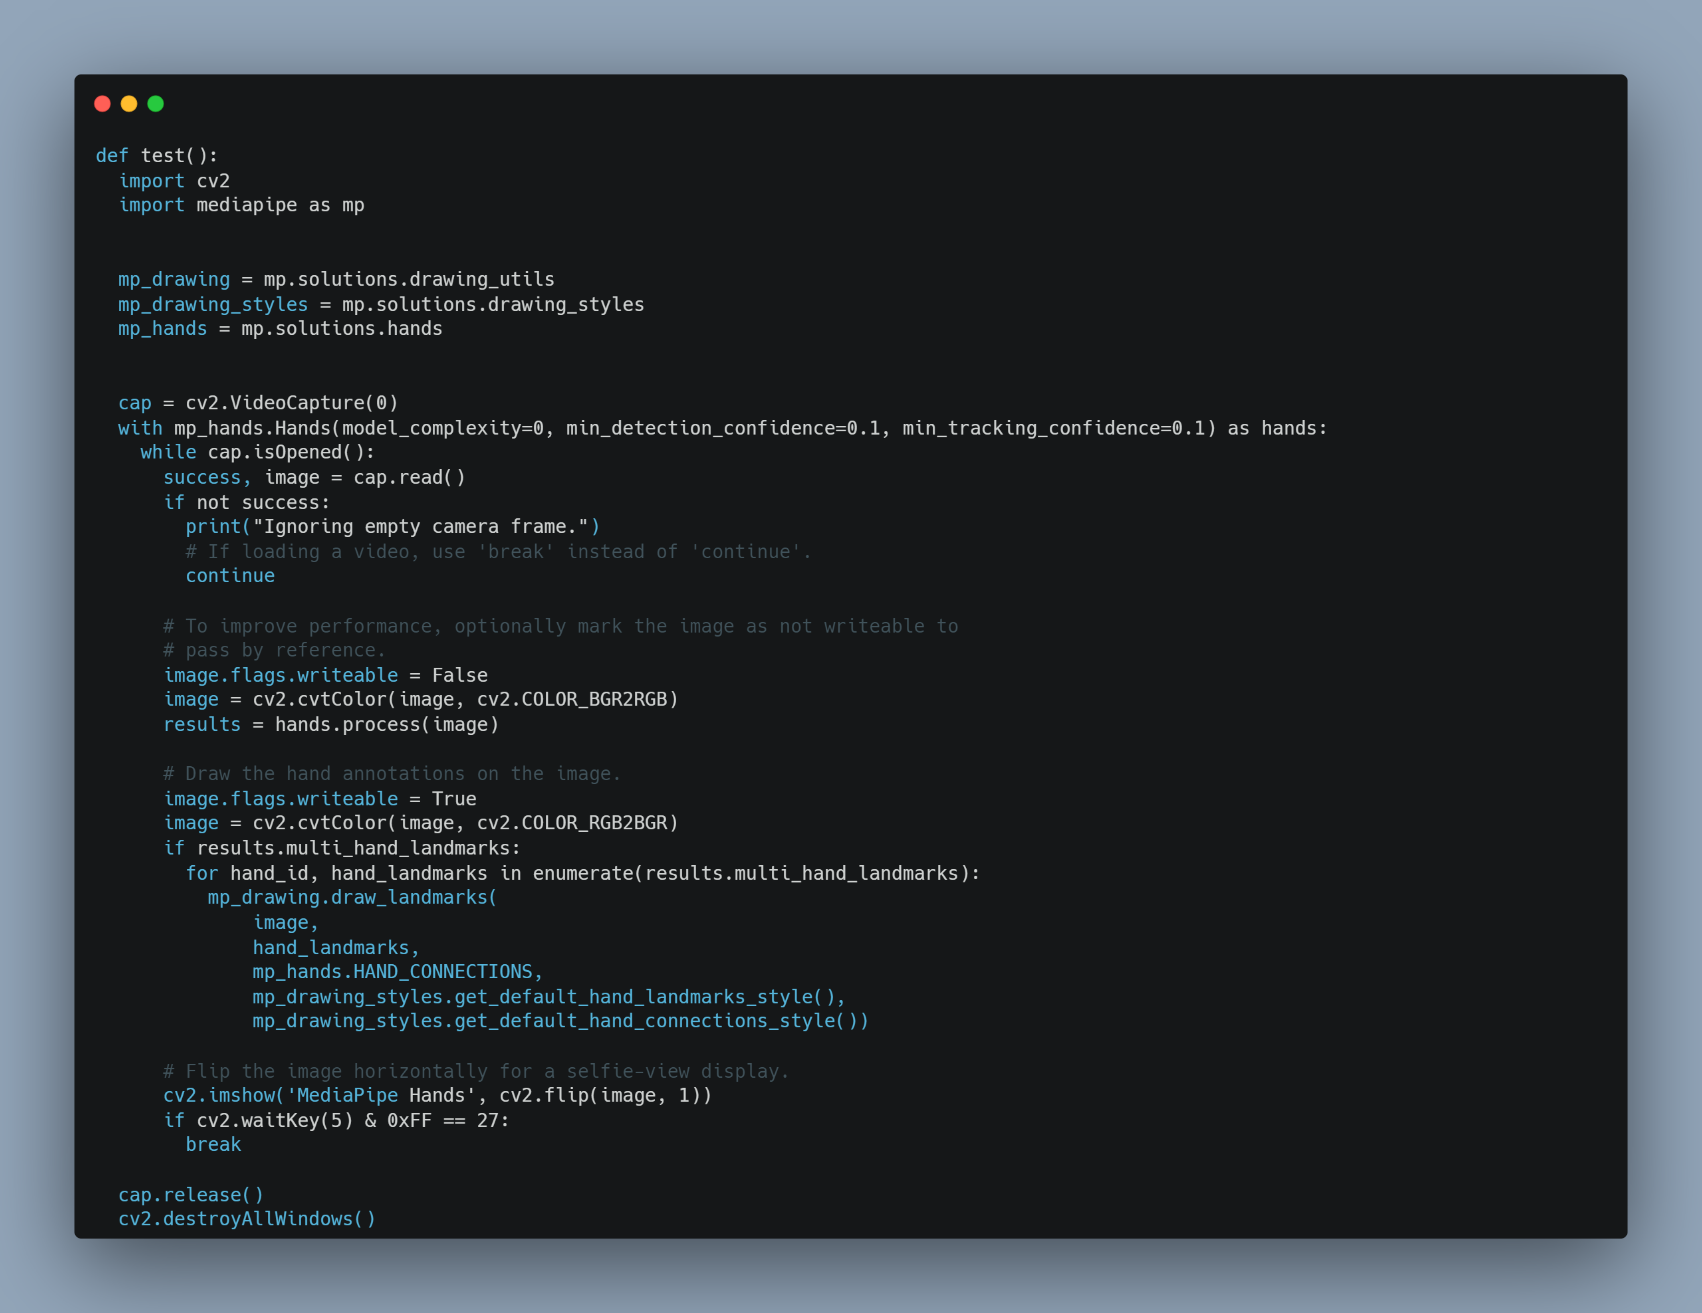 def test():
  import cv2
  import mediapipe as mp


  mp_drawing = mp.solutions.drawing_utils
  mp_drawing_styles = mp.solutions.drawing_styles
  mp_hands = mp.solutions.hands


  cap = cv2.VideoCapture(0)
  with mp_hands.Hands(model_complexity=0, min_detection_confidence=0.1, min_tracking_confidence=0.1) as hands:
    while cap.isOpened():
      success, image = cap.read()
      if not success:
        print("Ignoring empty camera frame.")
        # If loading a video, use 'break' instead of 'continue'.
        continue

      # To improve performance, optionally mark the image as not writeable to
      # pass by reference.
      image.flags.writeable = False
      image = cv2.cvtColor(image, cv2.COLOR_BGR2RGB)
      results = hands.process(image)

      # Draw the hand annotations on the image.
      image.flags.writeable = True
      image = cv2.cvtColor(image, cv2.COLOR_RGB2BGR)
      if results.multi_hand_landmarks:
        for hand_id, hand_landmarks in enumerate(results.multi_hand_landmarks):
          mp_drawing.draw_landmarks(
              image,
              hand_landmarks,
              mp_hands.HAND_CONNECTIONS,
              mp_drawing_styles.get_default_hand_landmarks_style(),
              mp_drawing_styles.get_default_hand_connections_style())

      # Flip the image horizontally for a selfie-view display.
      cv2.imshow('MediaPipe Hands', cv2.flip(image, 1))
      if cv2.waitKey(5) & 0xFF == 27:
        break

  cap.release()
  cv2.destroyAllWindows()